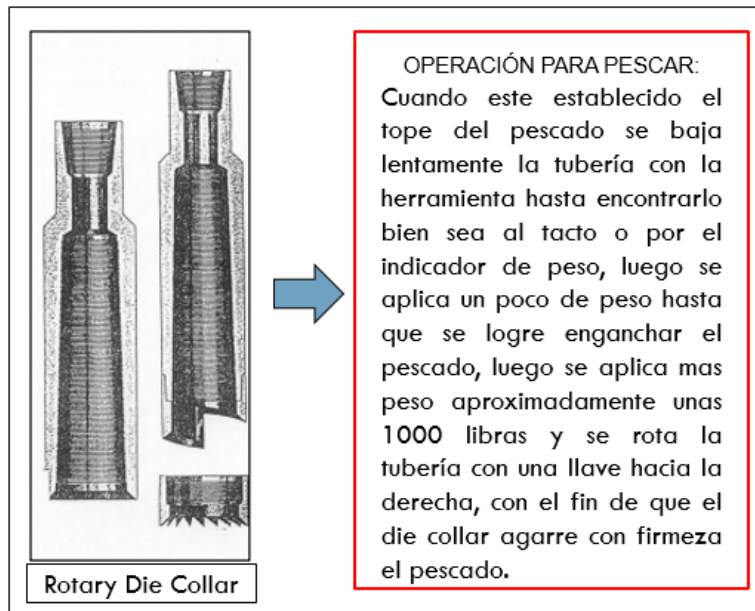 OPERACIÓN PARA PESCAR:
Cuando este establecido el
tope del pescado se baja
lentamente la tubería con la
herramienta hasta encontrarlo
bien sea al tacto o por el
indicador de peso, luego se
aplica un poco de peso hasta
que se logre enganchar el
pescado, luego se aplica mas
peso aproximadamente unas
1000 libras y se rota la
tubería con una llave hacia la
derecha, con el fin de que el
die collar agarre con firmeza
el pescado.
Rotary Die Collar